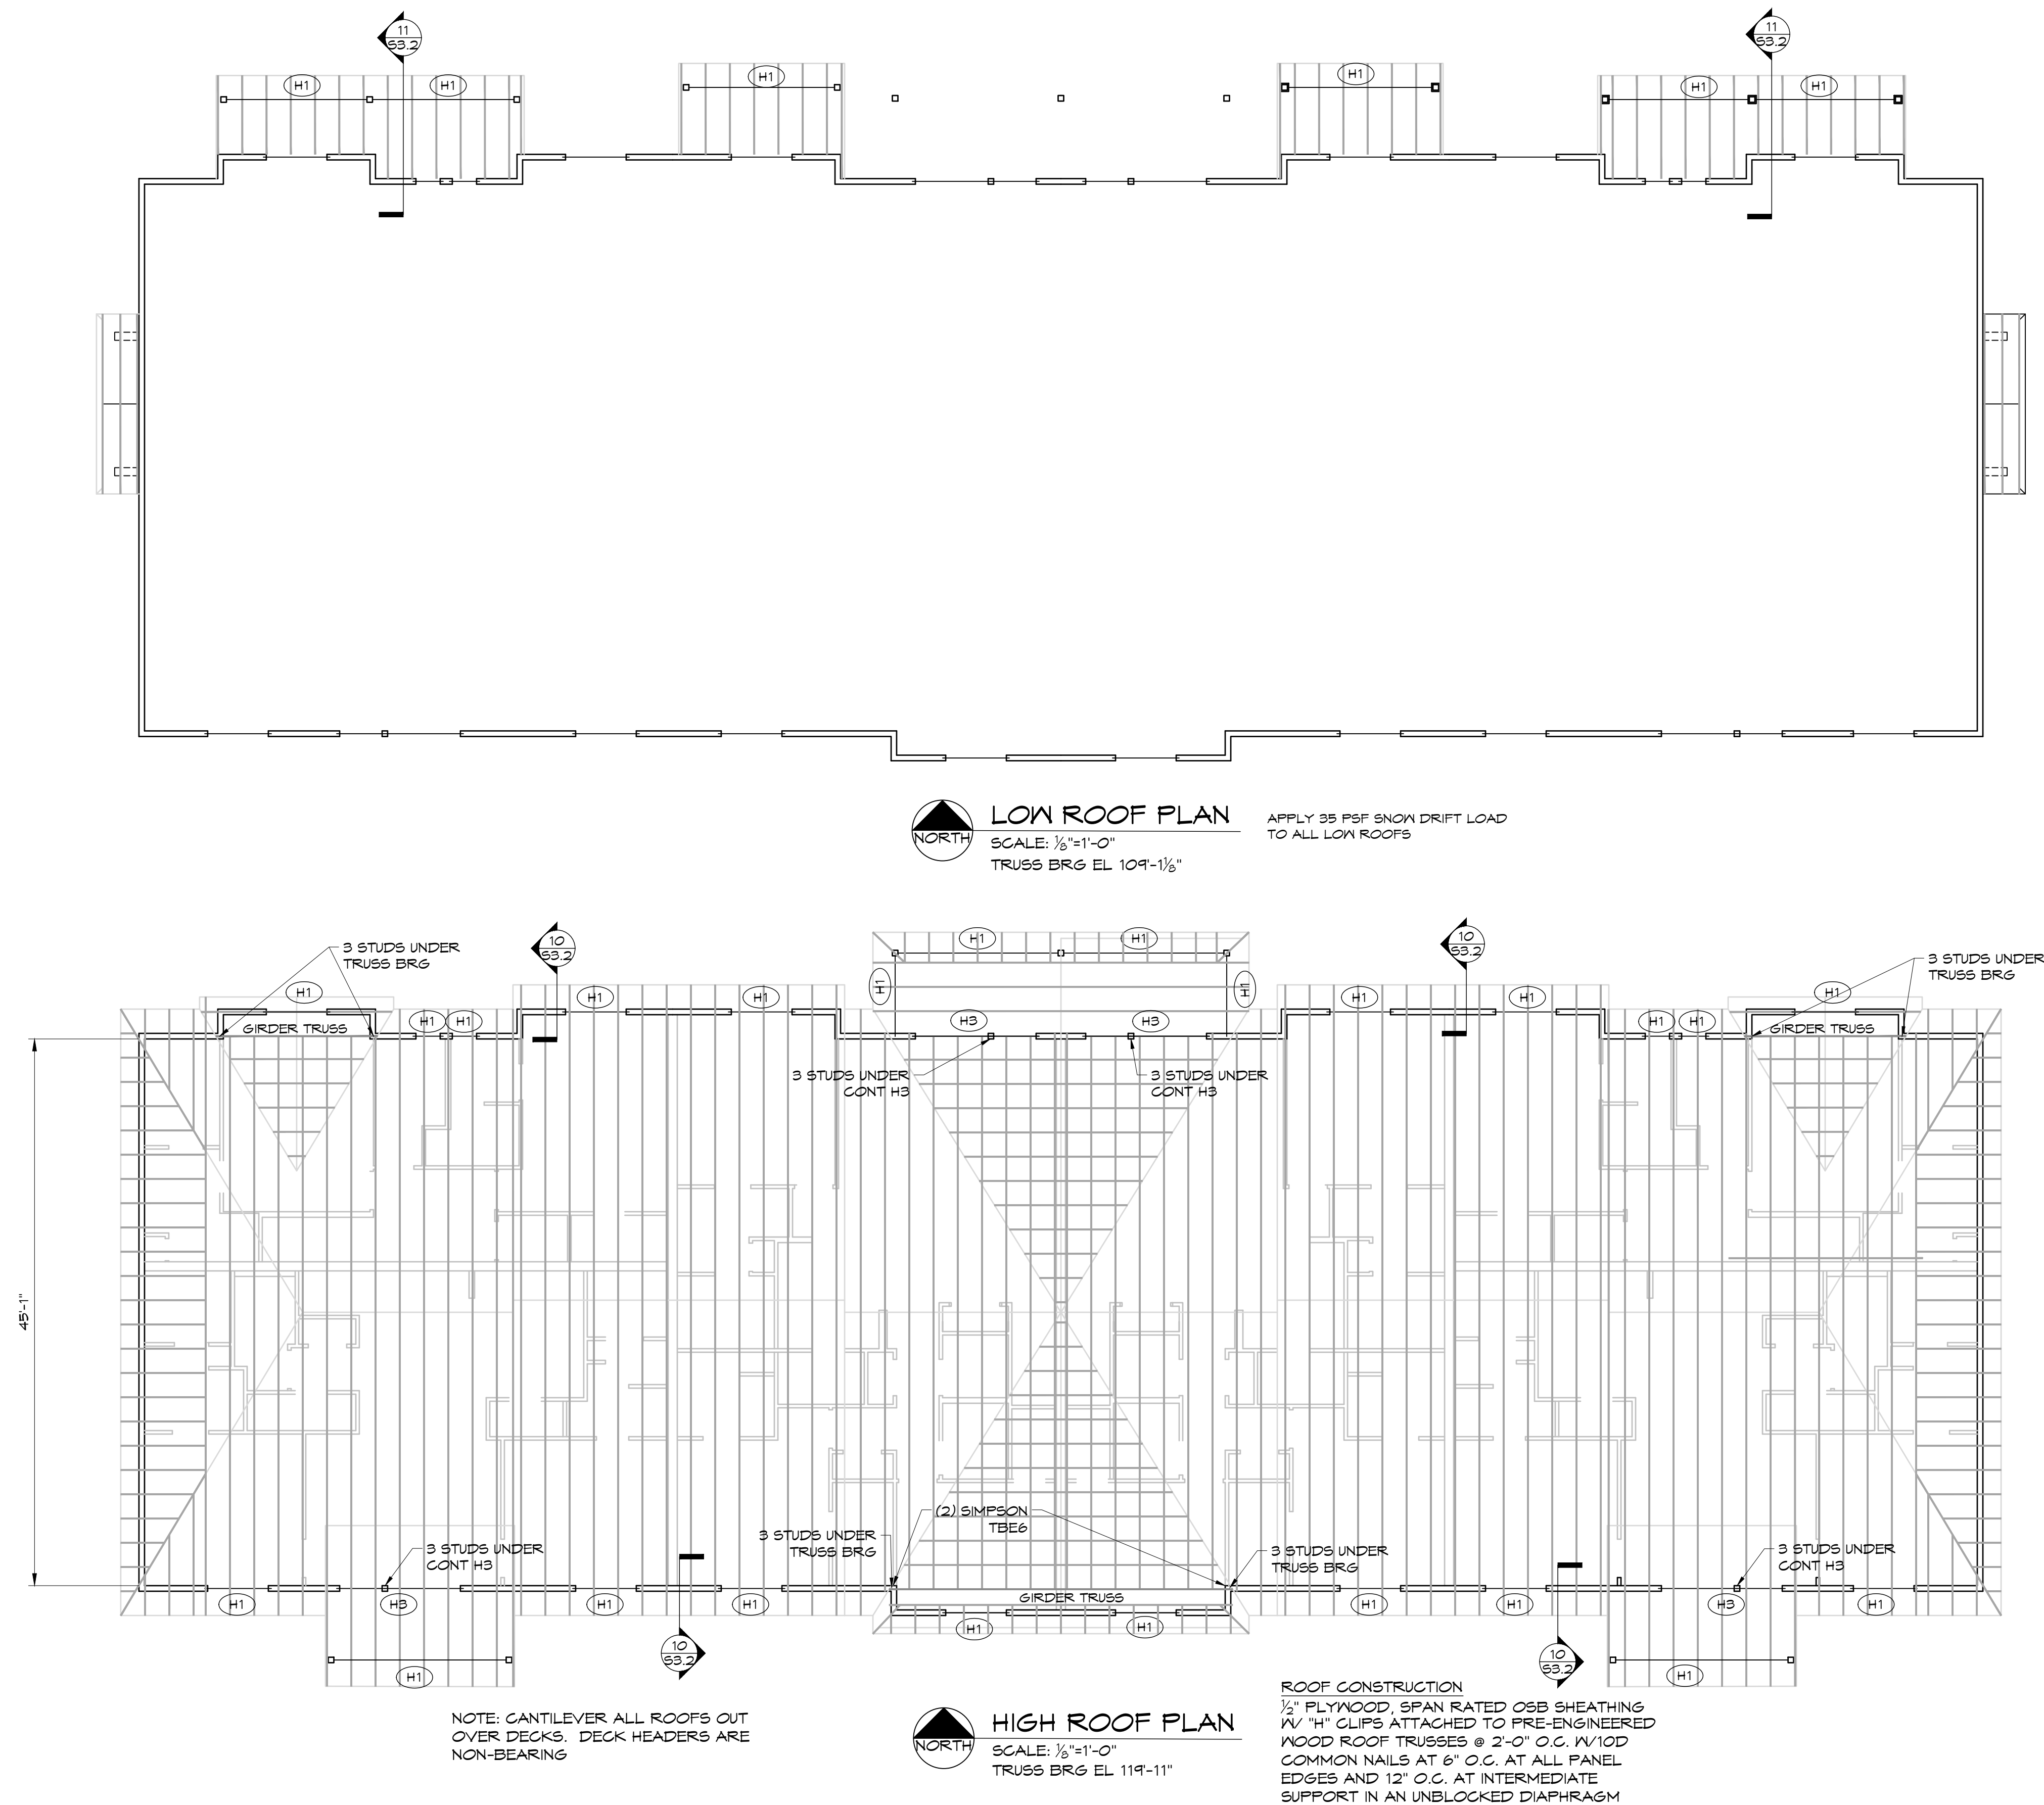 11
S3.2
11
S3.2
H1
H1
H1
H1
H1
H1
NORTH
LOW ROOF PLAN
SCALE: 1/8"=1'-0"
TRUSS BRG EL 109'-1 1/8"
APPLY 35 PSF SNOW DRIFT LOAD
TO ALL LOW ROOFS
3 STUDS UNDER
TRUSS BRG
10
S3.2
H1
H1
10
S3.2
3 STUDS UNDER
TRUSS BRG
H1
GIRDER TRUSS
H1
H1
H1
H1
H1
H1
H3
H3
H1
H1
H1
H1
H1
GIRDER TRUSS
3 STUDS UNDER
CONT H3
3 STUDS UNDER
CONT H3
45'-1"
(2) SIMPSON
TBE6
3 STUDS UNDER
TRUSS BRG
3 STUDS UNDER
TRUSS BRG
3 STUDS UNDER
CONT H3
3 STUDS UNDER
CONT H3
GIRDER TRUSS
H1
H3
H1
H1
H1
H1
H1
H1
H3
H1
10
S3.2
10
S3.2
H1
H1
NOTE: CANTILEVER ALL ROOFS OUT
OVER DECKS. DECK HEADERS ARE
NON-BEARING
NORTH
HIGH ROOF PLAN
SCALE: 1/8"=1'-0"
TRUSS BRG EL 119'-11"
ROOF CONSTRUCTION
1/2" PLYWOOD, SPAN RATED OSB SHEATHING
W/ "H" CLIPS ATTACHED TO PRE-ENGINEERED
WOOD ROOF TRUSSES @ 2'-0" O.C. W/10D
COMMON NAILS AT 6" O.C. AT ALL PANEL
EDGES AND 12" O.C. AT INTERMEDIATE
SUPPORT IN AN UNBLOCKED DIAPHRAGM